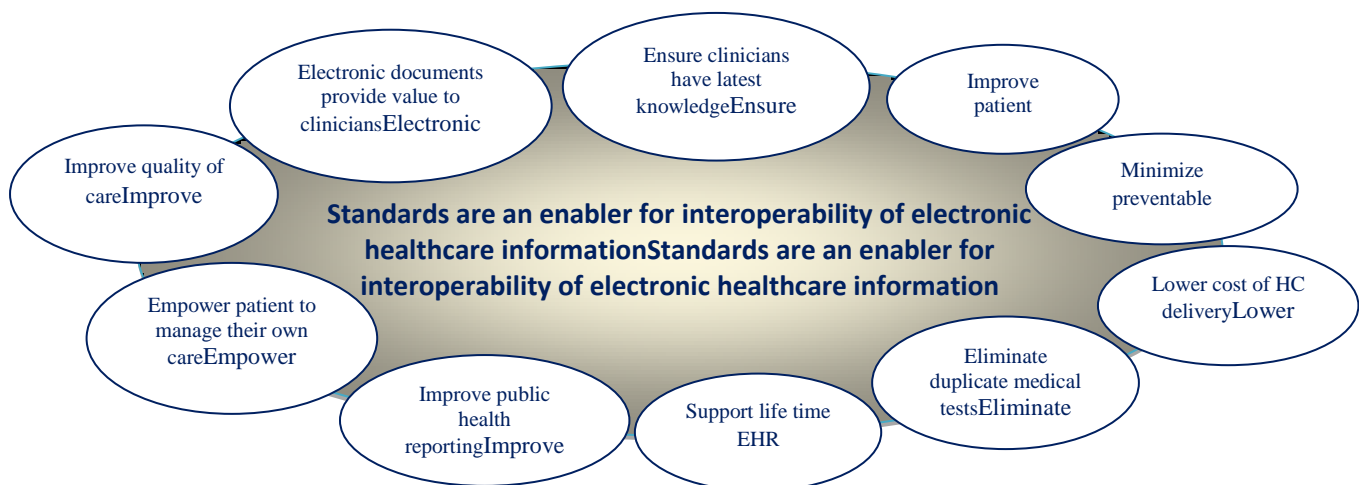 Electronic documents
provide value to
cliniciansElectronic
Ensure clinicians
have latest
knowledgeEnsure
Improve
patient
Improve quality of
careImprove
Minimize
preventable
Standards are an enabler for interoperability of electronic
healthcare informationStandards are an enabler for
interoperability of electronic healthcare information
Empower patient to
manage their own
careEmpower
Lower cost of HC
deliveryLower
Improve public
health
reportingImprove
Support life time
EHR
Eliminate
duplicate medical
testsEliminate